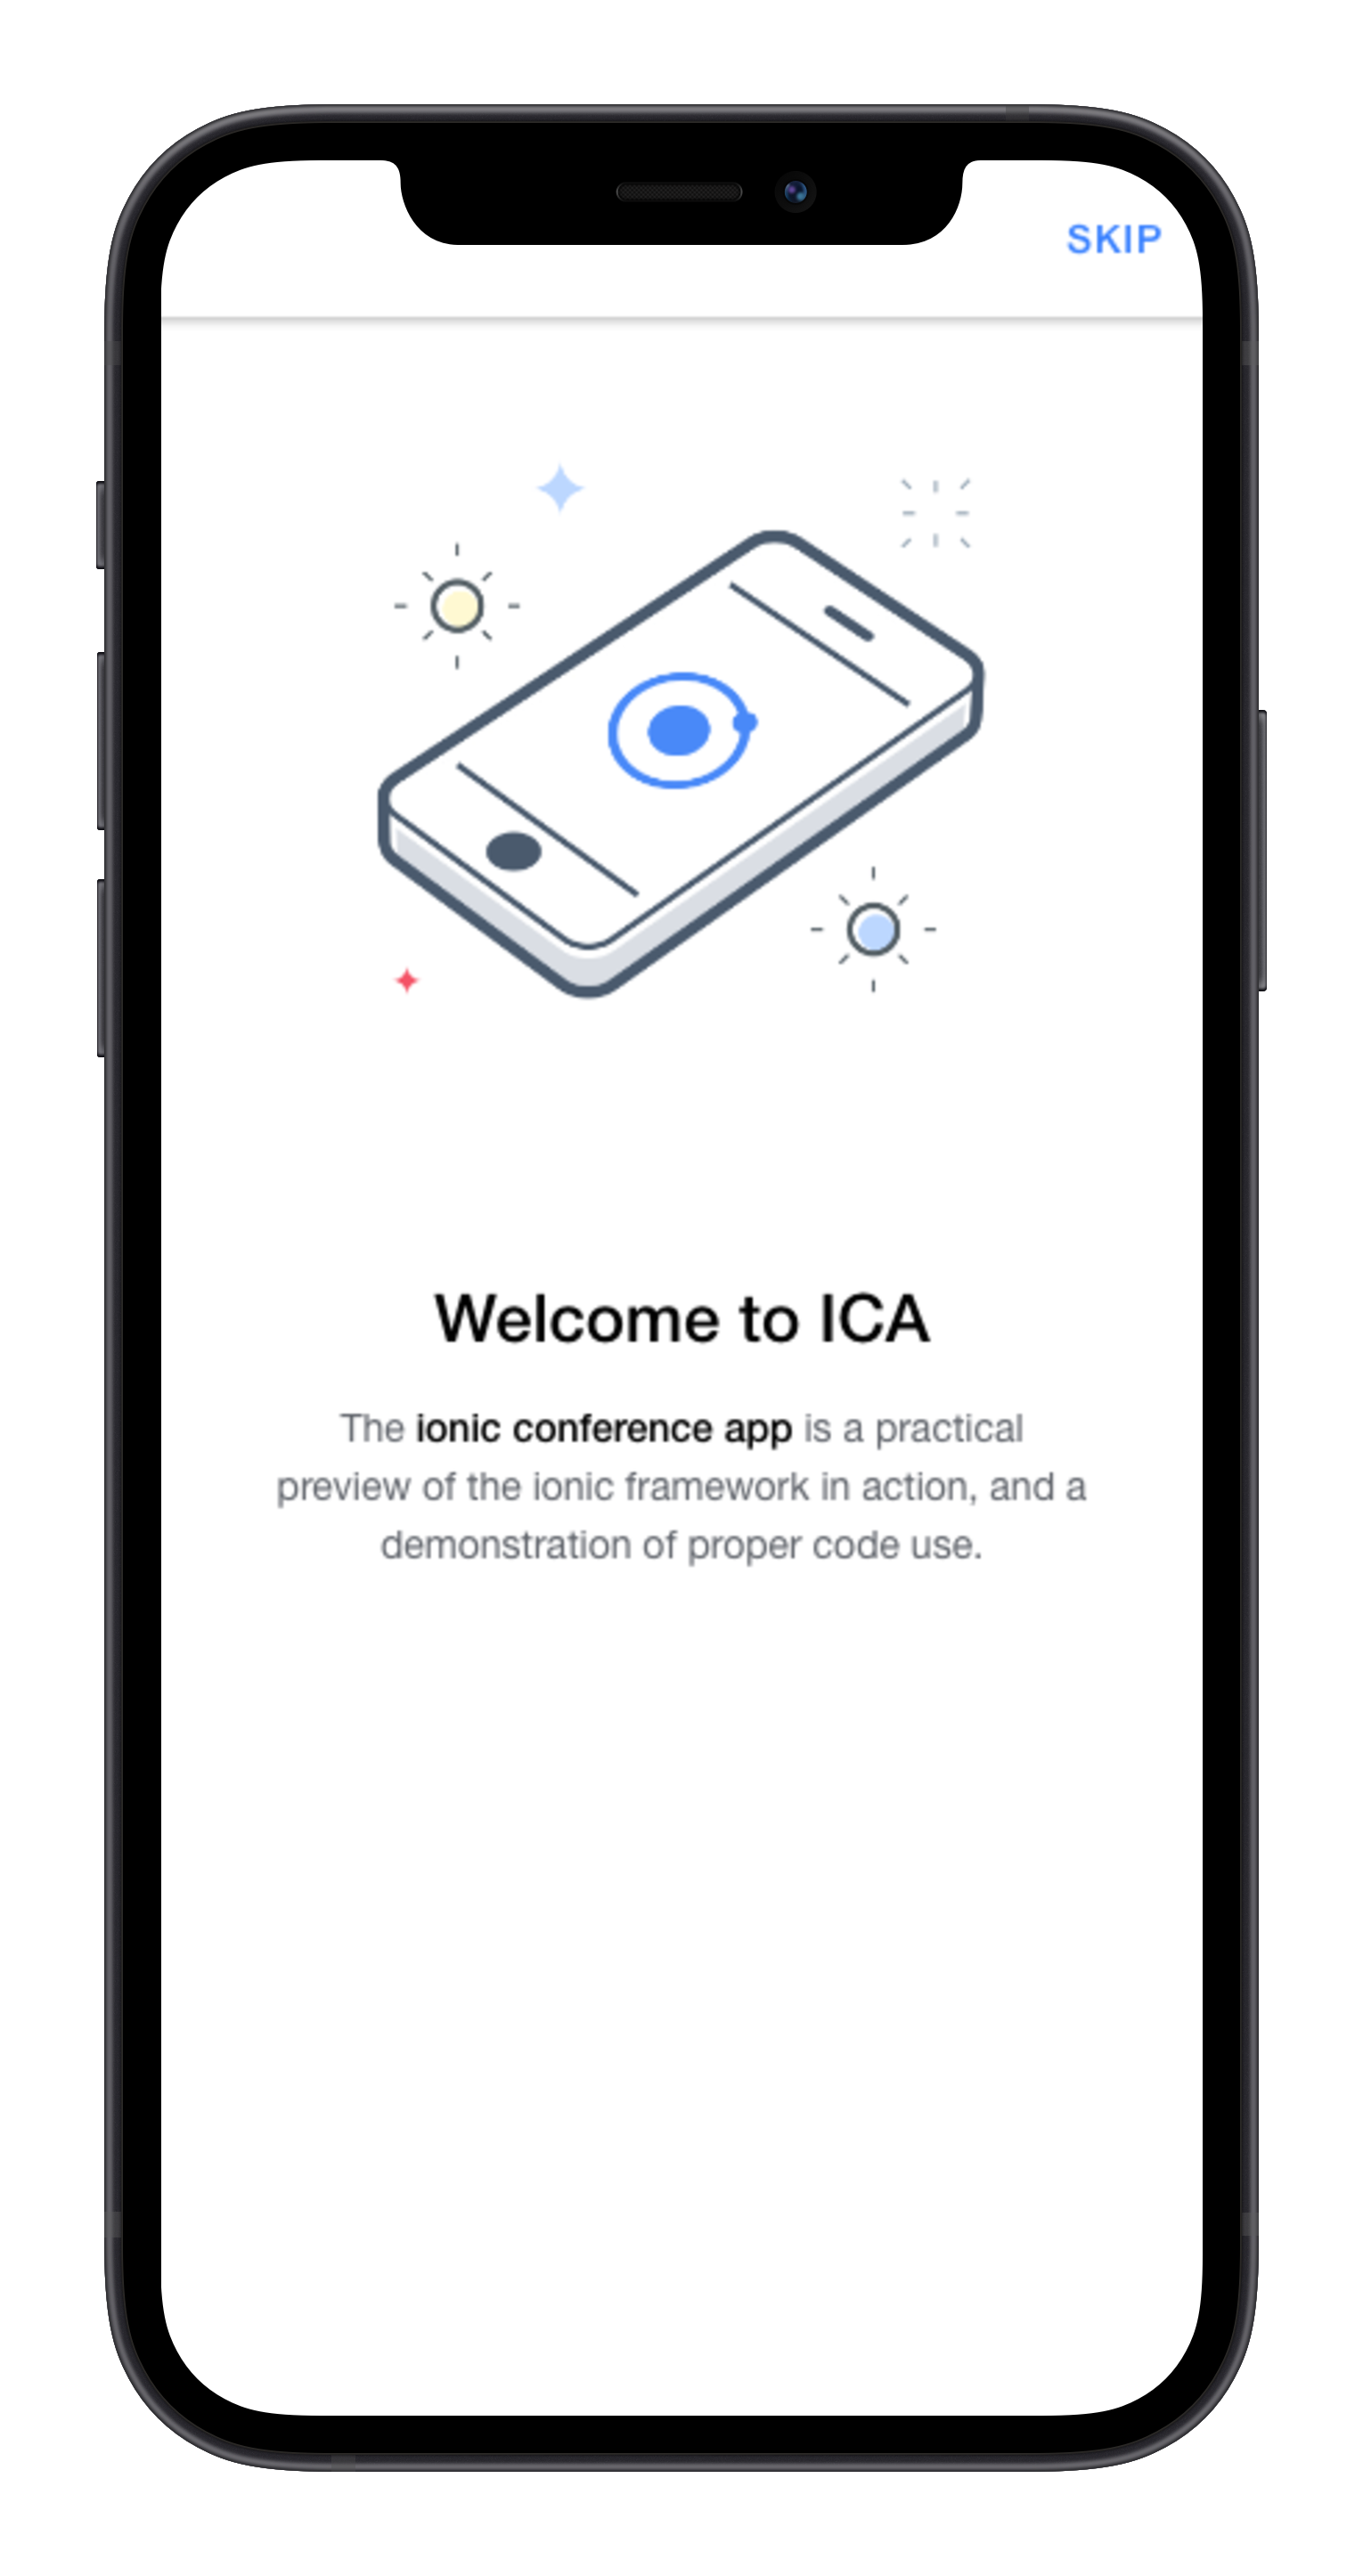 SKIP
Welcome to ICA
The ionic conference app is a practical
preview of the ionic framework in action, and a
demonstration of proper code use.